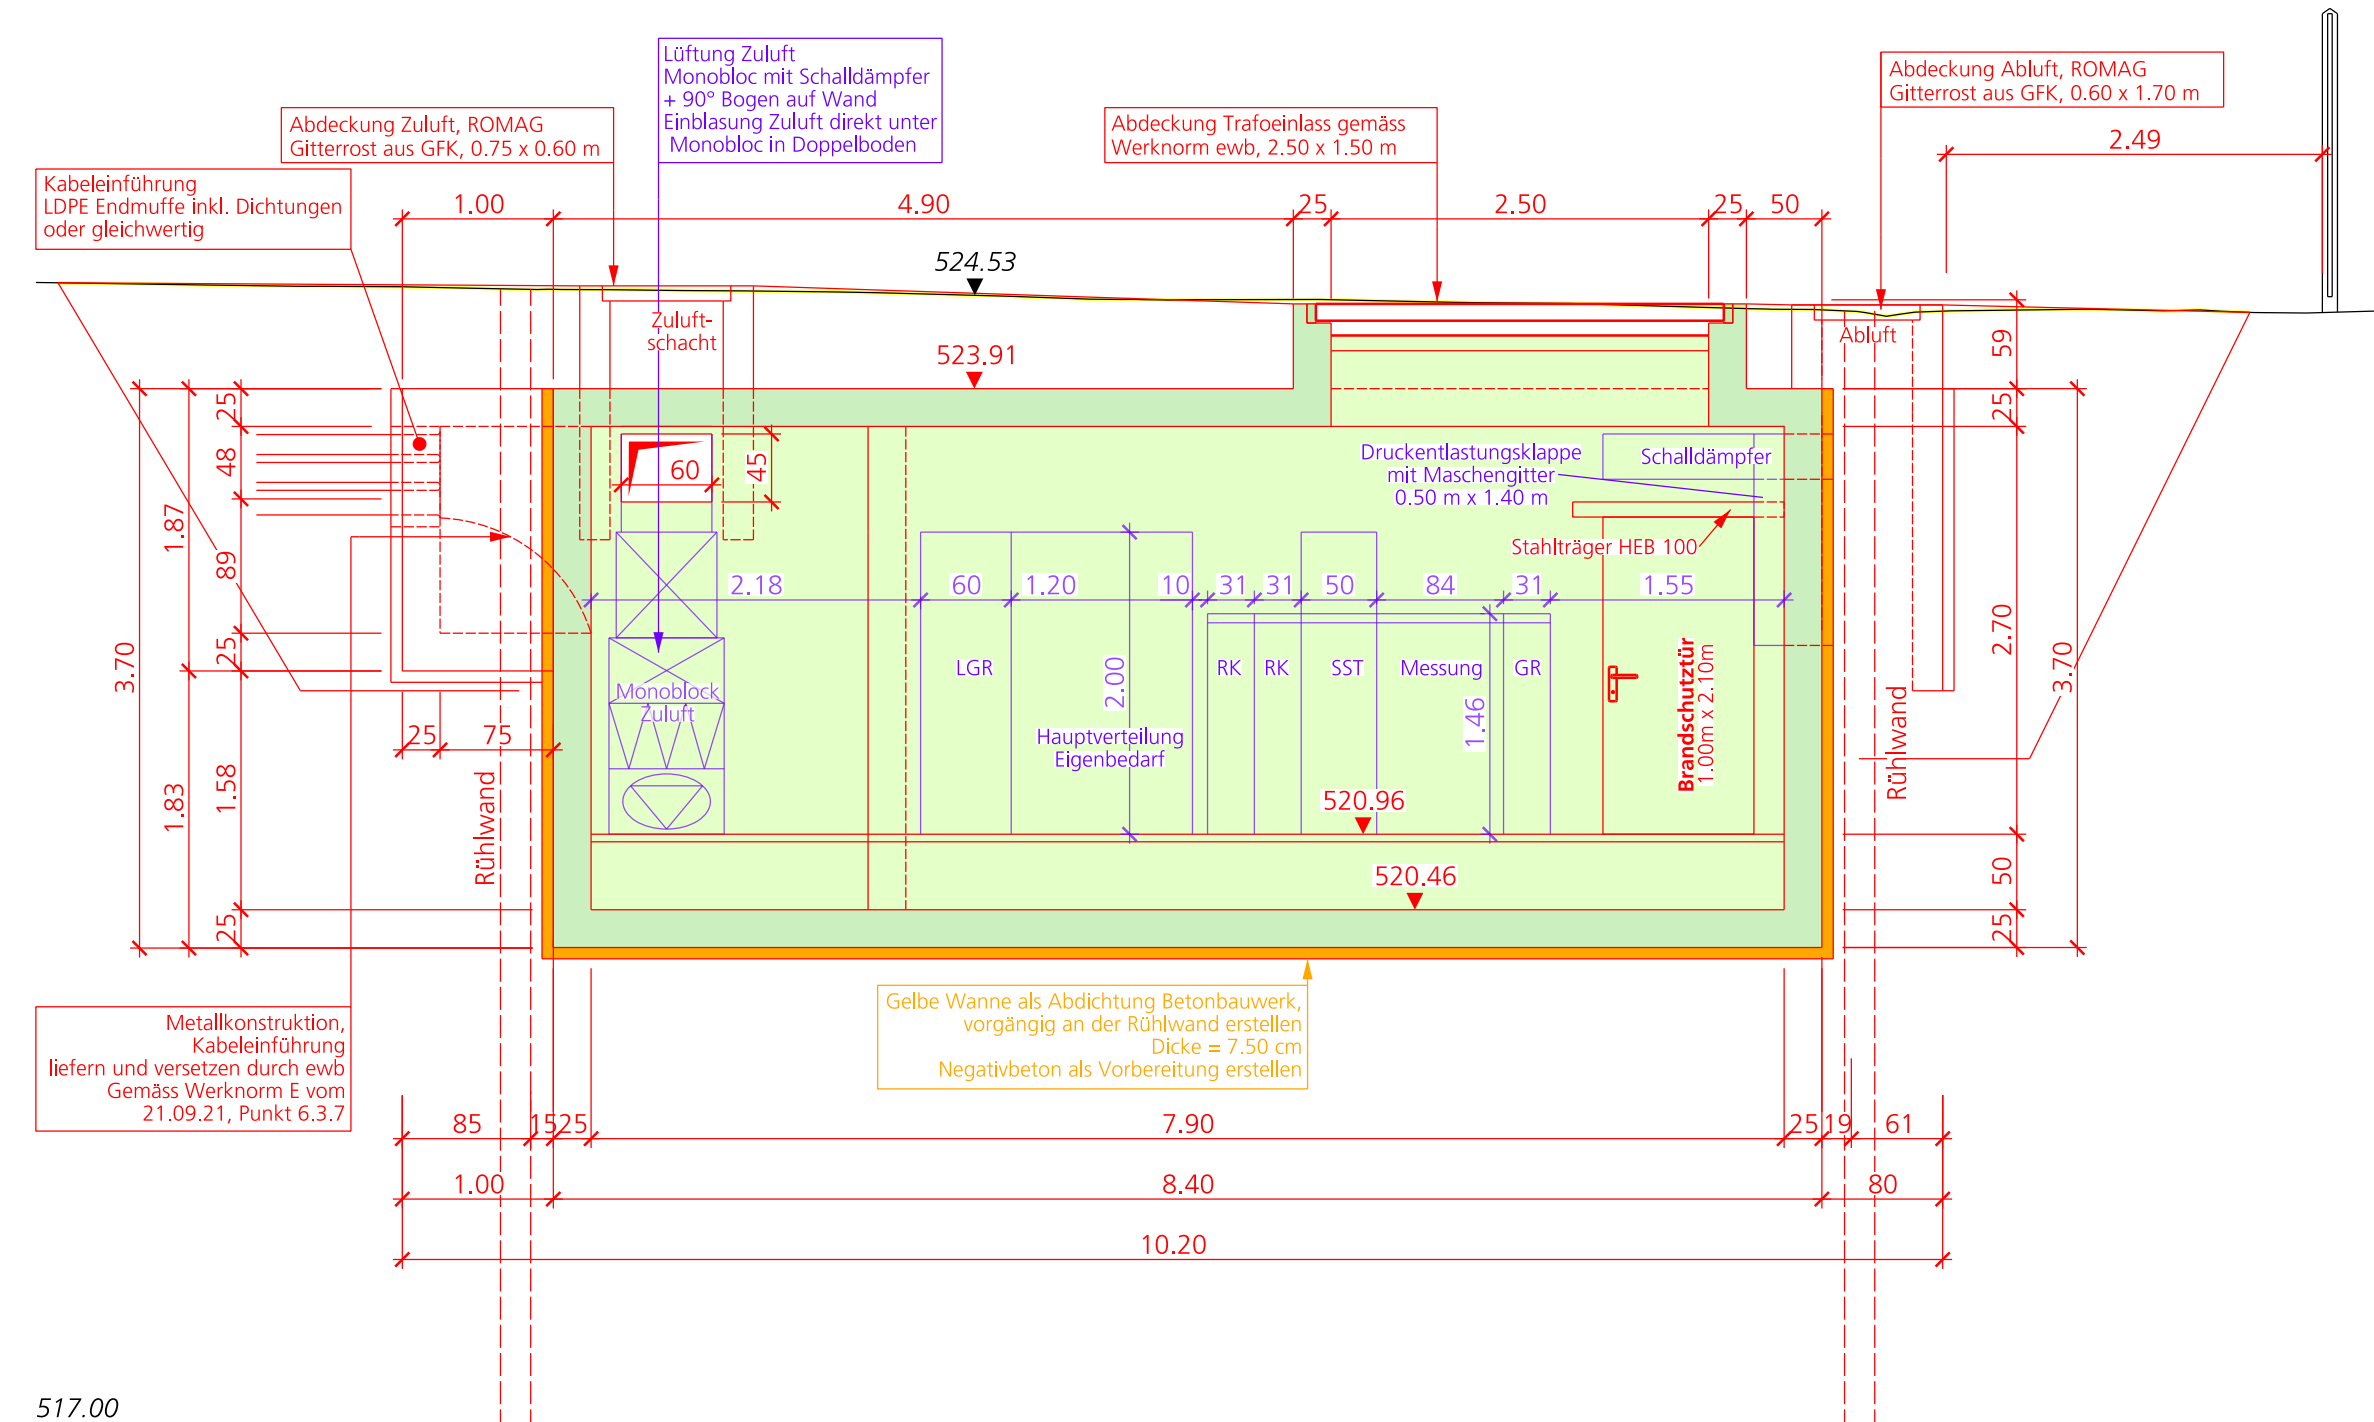 Lüftung Zuluft
Monobloc mit Schalldämpfer
+ 90° Bogen auf Wand
Einblasung Zuluft direkt unter
Monobloc in Doppelboden
Abdeckung Abluft, ROMAG
Gitterrost aus GFK, 0.60 x 1.70 m
Abdeckung Zuluft, ROMAG
Gitterrost aus GFK, 0.75 x 0.60 m
Abdeckung Trafoeinlass gemäss
Werknorm ewb, 2.50 x 1.50 m
2.49
Kabeleinführung
LDPE Endmuffe inkl. Dichtungen
oder gleichwertig
1.00
4.90
25
2.50
25
50
524.53
Zuluft-
schacht
Abluft
523.91
59
25
25
48
1.87
89
25
3.70
1.83
1.58
25
60
45
Druckentlastungsklappe
mit Maschengitter
0.50 m x 1.40 m
Schalldämpfer
Stahlträger HEB 100
2.18
60
1.20
10
31
31
50
84
31
1.55
2.70
3.70
LGR
RK
RK
SST
Messung
GR
2.00
1.46
Monoblock
Zuluft
Hauptverteilung
Eigenbedarf
Brandschutztür
1.00m x 2.10m
Rühlwand
Rühlwand
25
75
520.96
520.46
50
25
Gelbe Wanne als Abdichtung Betonbauwerk,
vorgängig an der Rühlwand erstellen
Dicke = 7.50 cm
Negativbeton als Vorbereitung erstellen
Metallkonstruktion,
Kabeleinführung
liefern und versetzen durch ewb
Gemäss Werknorm E vom
21.09.21, Punkt 6.3.7
85
15
25
7.90
25
19
61
1.00
8.40
80
10.20
517.00